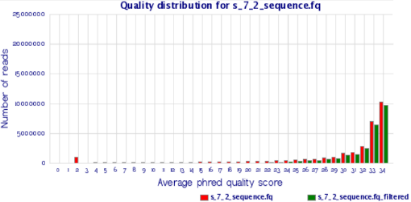 Quality distribution for s_7_2_sequence.fq
25000000
20000000
15000000
10000000
5000000
0
Number of reads
0 1 2 3 4 5 6 7 8 9 10 11 12 13 14 15 16 17 18 19 20 21 22 23 24 25 26 27 28 29 30 31 32 33 34
Average phred quality score
s_7_2_sequence.fq s_7_2_sequence.fq_filtered